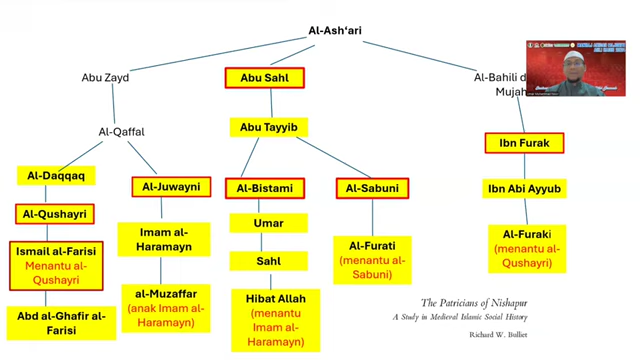 Al-Ash‘ari
Abu Zayd
Abu Sahl
Al-Bahili d
Mujah
Al-Qaffal
Abu Tayyib
Ibn Furak
Al-Daqqaq
Al-Juwayni
Al-Bistami
Al-Sabuni
Ibn Abi Ayyub
Al-Qushayri
Imam al-
Haramayn
Umar
Al-Furati
(menantu al-
Sabuni)
Al-Furaki
(menantu al-
Qushayri)
Ismail al-Farisi
Menantu al-
Qushayri
Sahl
al-Muzaffar
(anak Imam al-
Haramayn)
Hibat Allah
(menantu
Imam al-
Haramayn)
Abd al-Ghafir al-
Farisi
The Patricians of Nishapur
A Study in Medieval Islamic Social History
Richard W. Bulliet